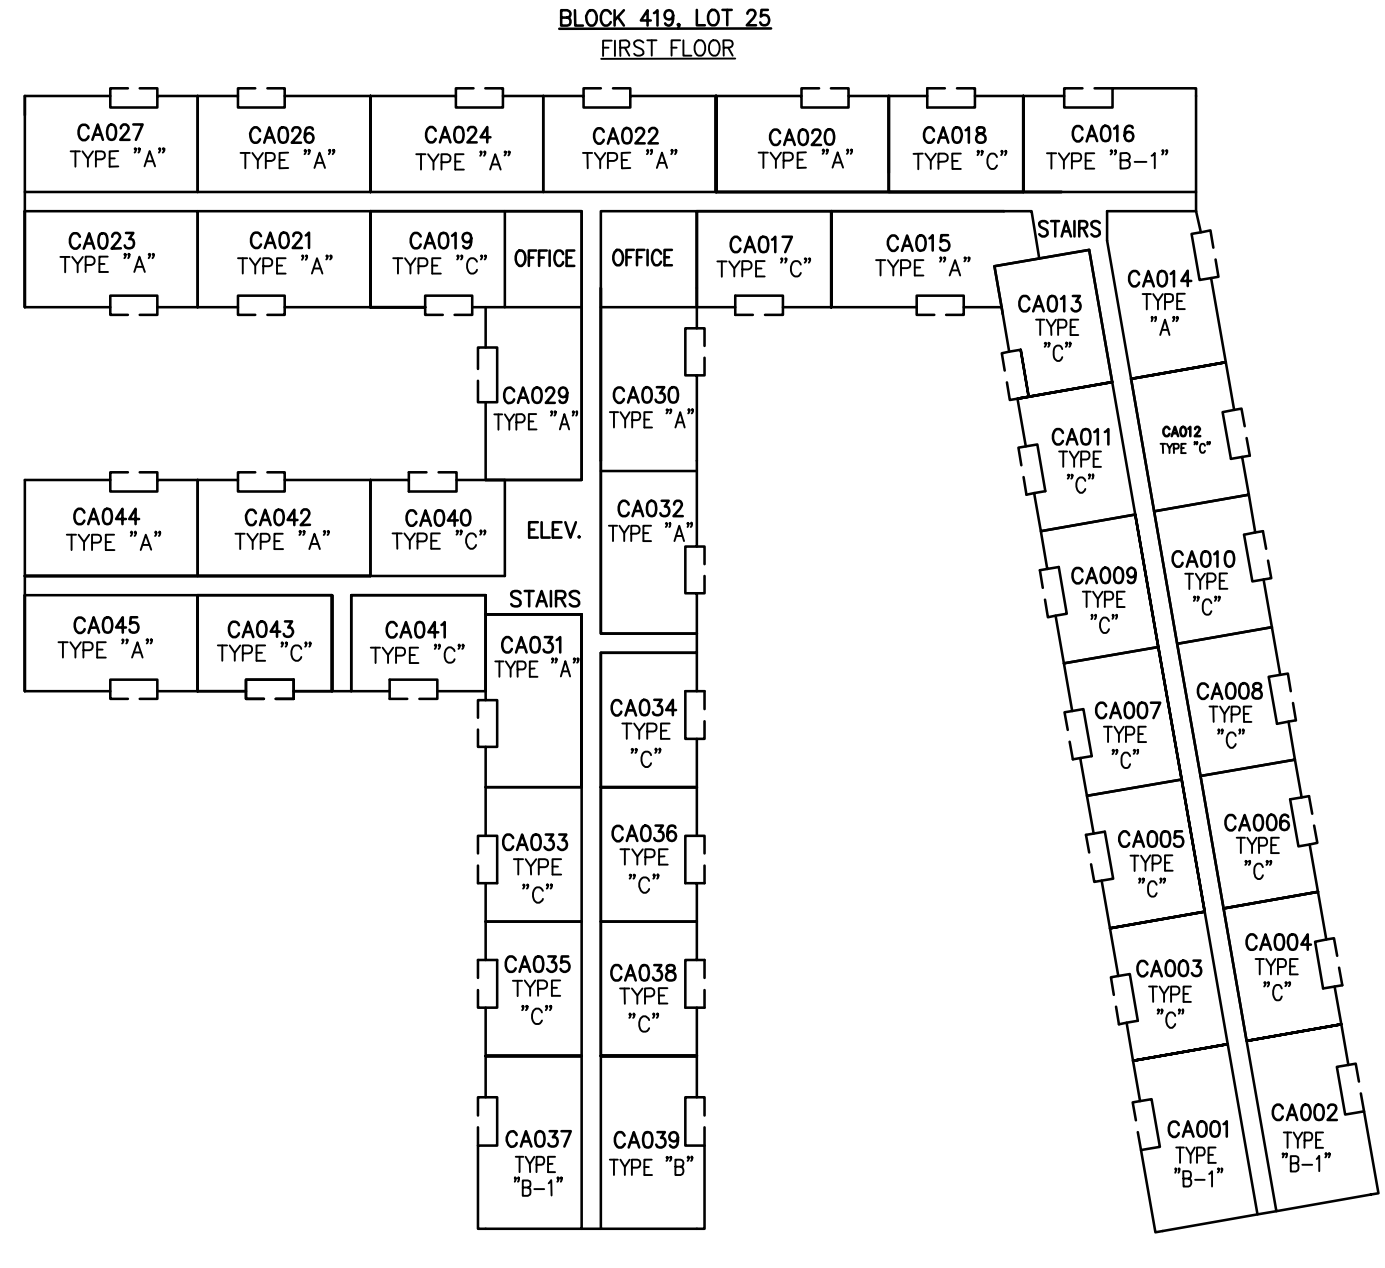 BLOCK 419, LOT 25
FIRST FLOOR
CA027
TYPE "A"
CA026
TYPE "A"
CA024
TYPE "A"
CA022
TYPE "A"
CA020
TYPE "A"
CA018
TYPE "C"
CA016
TYPE "B-1"
CA023
TYPE "A"
CA021
TYPE "A"
CA019
TYPE "C"
OFFICE
OFFICE
CA017
TYPE "C"
CA015
TYPE "A"
STAIRS
CA014
TYPE
"A"
CA013
TYPE
"C"
CA029
TYPE "A"
CA030
TYPE "A"
CA011
TYPE
"C"
CA012
TYPE "C"
CA044
TYPE "A"
CA042
TYPE "A"
CA040
TYPE "C"
ELEV.
CA032
TYPE "A"
CA009
TYPE
"C"
CA010
TYPE
"C"
STAIRS
CA045
TYPE "A"
CA043
TYPE "C"
CA041
TYPE "C"
CA031
TYPE "A"
CA034
TYPE
"C"
CA007
TYPE
"C"
CA008
TYPE
"C"
CA033
TYPE
"C"
CA036
TYPE
"C"
CA005
TYPE
"C"
CA006
TYPE
"C"
CA035
TYPE
"C"
CA038
TYPE
"C"
CA003
TYPE
"C"
CA004
TYPE
"C"
CA037
TYPE
"B-1"
CA039
TYPE "B"
CA001
TYPE
"B-1"
CA002
TYPE
"B-1"